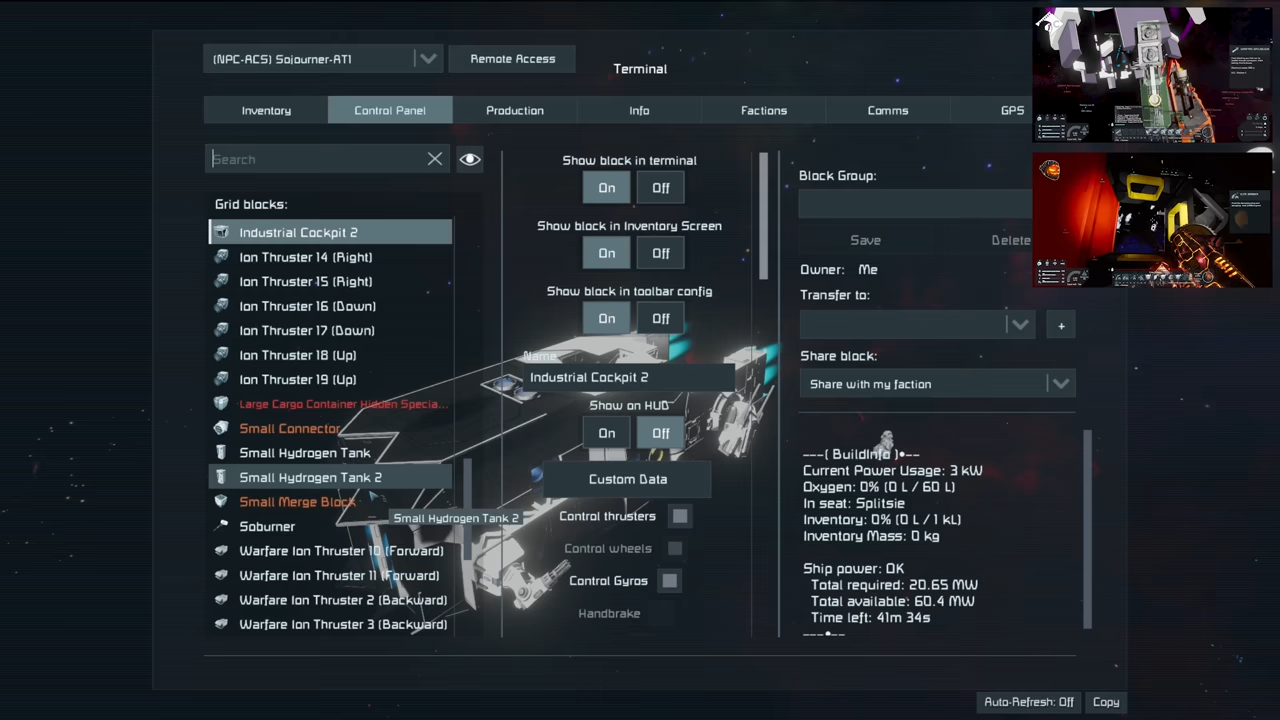 (NPC-ACS) Sojourner-AT1
Remote Access
Terminal
Inventory
Control Panel
Production
Info
Factions
Comms
GPS
Search
Grid blocks:
Industrial Cockpit 2
Ion Thruster 14 (Right)
Ion Thruster 15 (Right)
Ion Thruster 16 (Down)
Ion Thruster 17 (Down)
Ion Thruster 18 (Up)
Ion Thruster 19 (Up)
Large Cargo Container Hidden Specia...
Small Connector
Small Hydrogen Tank
Small Hydrogen Tank 2
Small Merge Block
Soburner
Warfare Ion Thruster 10 (Forward)
Warfare Ion Thruster 11 (Forward)
Warfare Ion Thruster 2 (Backward)
Warfare Ion Thruster 3 (Backward)
Small Hydrogen Tank 2
Show block in terminal
On
Off
Show block in Inventory Screen
On
Off
Show block in toolbar config
On
Off
Name
Industrial Cockpit 2
Show on HUD
On
Off
Custom Data
Control thrusters
Control wheels
Control Gyros
Handbrake
Block Group:
Save
Delete
Owner: Me
Transfer to:
+
Share block:
Share with my faction
---( BuildInfo )•--
Current Power Usage: 3 kW
Oxygen: 0% (0 L / 60 L)
In seat: Splitsie
Inventory: 0% (0 L / 1 kL)
Inventory Mass: 0 kg
Ship power: OK
Total required: 20.65 MW
Total available: 60.4 MW
Time left: 41m 34s
---•--
Auto-Refresh: Off
Copy